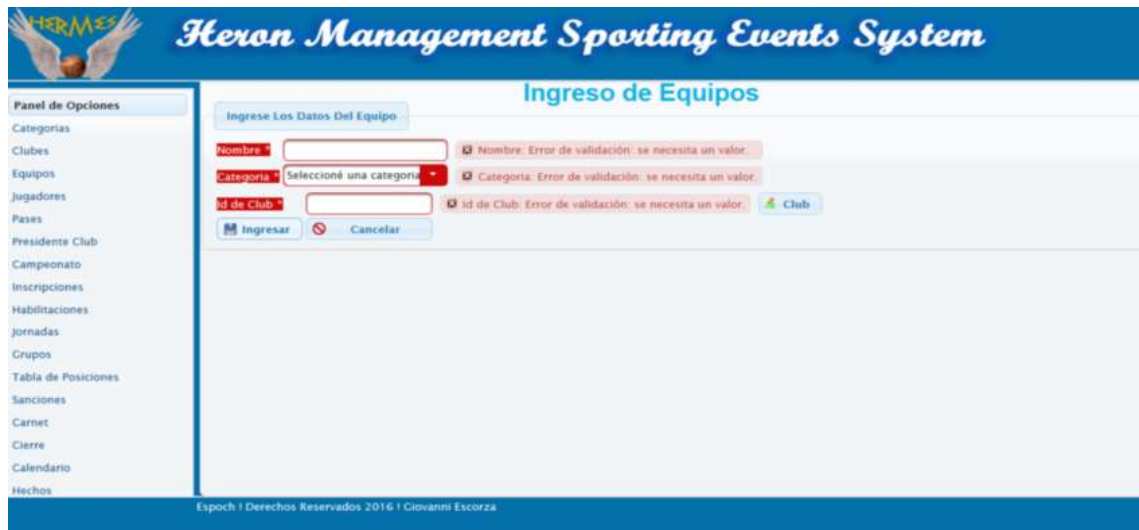 HERMES
Heron Management Sporting Events System
Panel de Opciones
Categorias
Clubes
Equipos
Jugadores
Pases
Presidente Club
Campeonato
Inscripciones
Habilitaciones
Jornadas
Grupos
Tabla de Posiciones
Sanciones
Carnet
Cierre
Calendario
Hechos
Ingreso de Equipos
Ingrese Los Datos Del Equipo
Nombre * Nombre: Error de validación: se necesita un valor.
Categoria * Seleccioné una categoria Categoria: Error de validación: se necesita un valor.
Id de Club * Id de Club: Error de validación: se necesita un valor. Club
Ingresar Cancelar
Espoch ! Derechos Reservados 2016 ! Giovanni Escorza